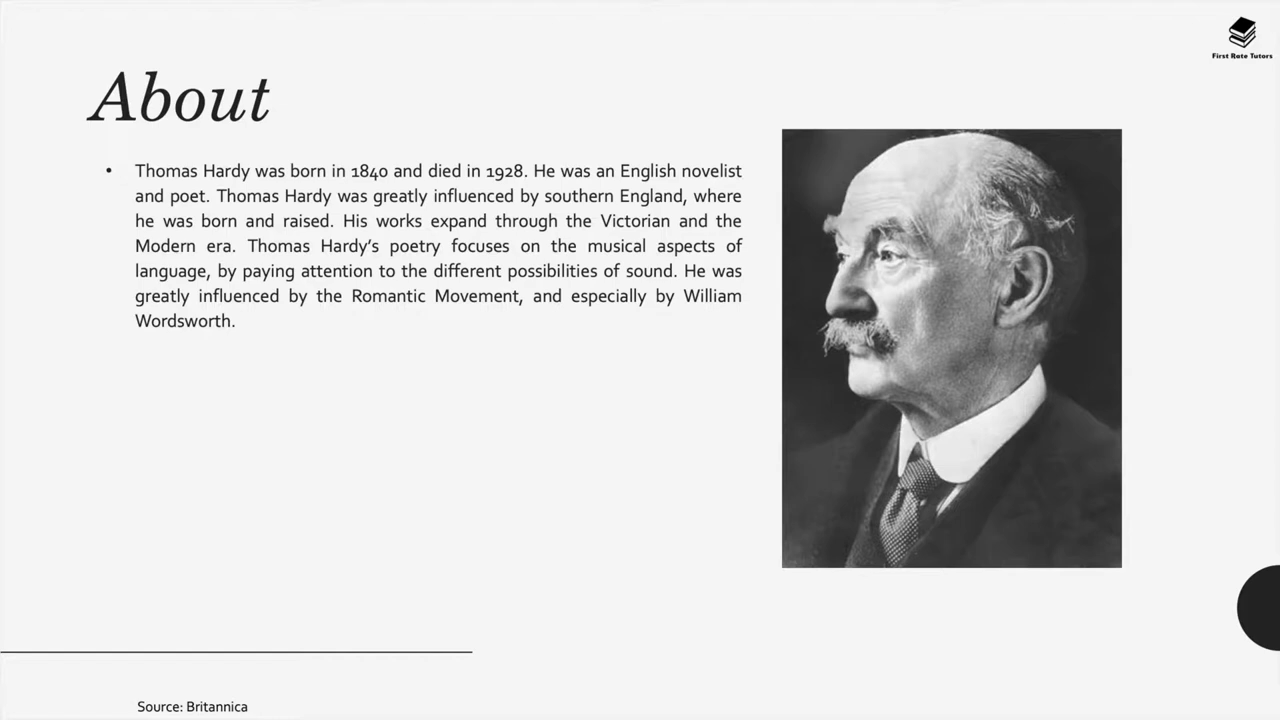 First Rate Tutors
About
• Thomas Hardy was born in 1840 and died in 1928. He was an English novelist
and poet. Thomas Hardy was greatly influenced by southern England, where
he was born and raised. His works expand through the Victorian and the
Modern era. Thomas Hardy’s poetry focuses on the musical aspects of
language, by paying attention to the different possibilities of sound. He was
greatly influenced by the Romantic Movement, and especially by William
Wordsworth.
Source: Britannica